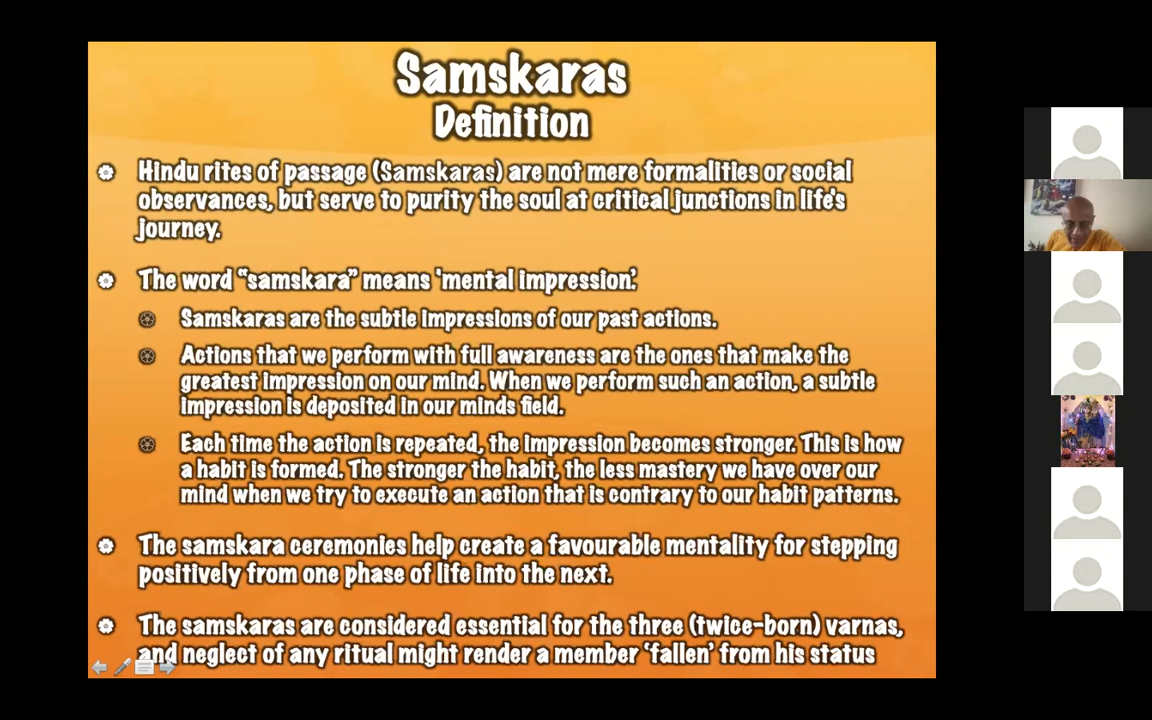 Samskaras
Definition
Hindu rites of passage (Samskaras) are not mere formalities or social
observances, but serve to purity the soul at critical junctions in life's
journey.
The word “samskara” means ‘mental impression’.
Samskaras are the subtle impressions of our past actions.
Actions that we perform with full awareness are the ones that make the
greatest impression on our mind. When we perform such an action, a subtle
impression is deposited in our minds field.
Each time the action is repeated, the impression becomes stronger. This is how
a habit is formed. The stronger the habit, the less mastery we have over our
mind when we try to execute an action that is contrary to our habit patterns.
The samskara ceremonies help create a favourable mentality for stepping
positively from one phase of life into the next.
The samskaras are considered essential for the three (twice-born) varnas,
and neglect of any ritual might render a member ‘fallen’ from his status